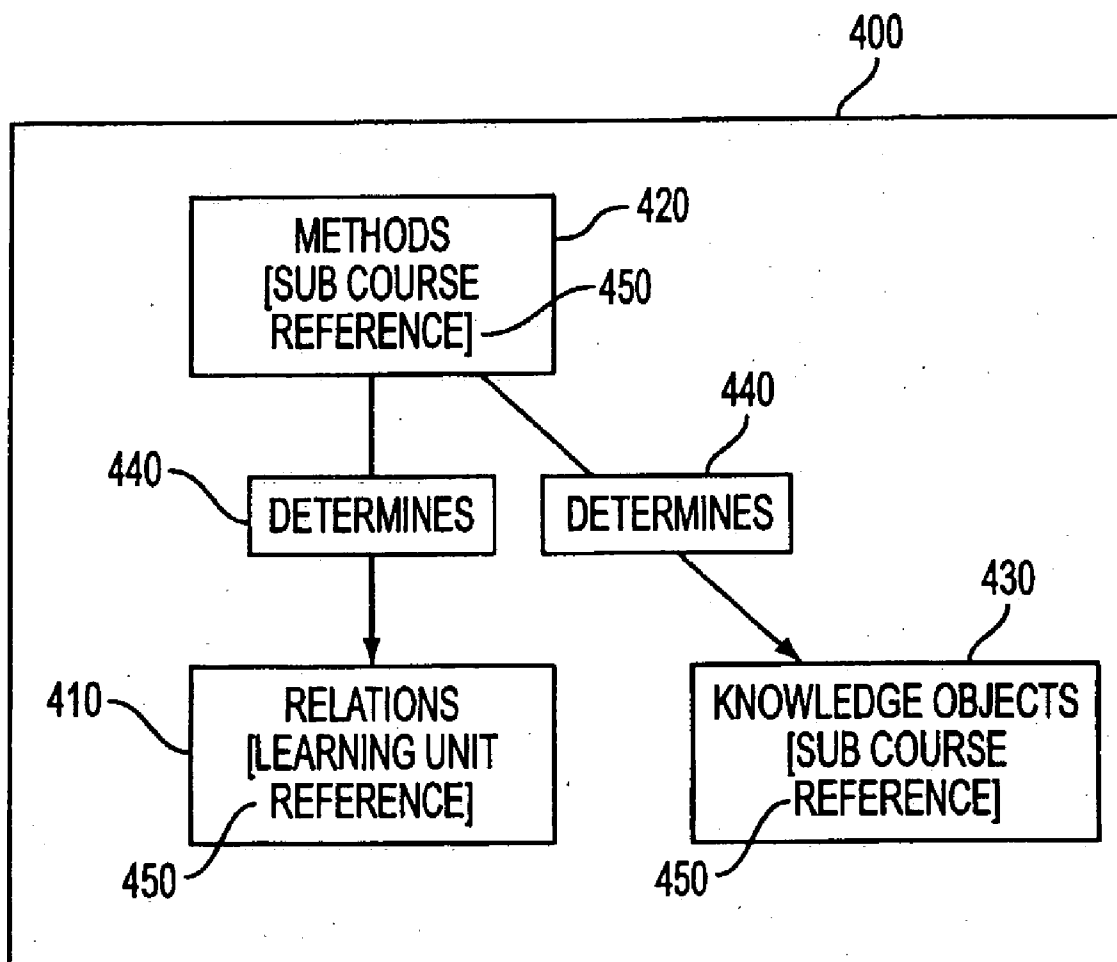 400
METHODS
[SUB COURSE
REFERENCE]
420
450
440
DETERMINES
440
DETERMINES
410
RELATIONS
[LEARNING UNIT
REFERENCE]
450
430
KNOWLEDGE OBJECTS
[SUB COURSE
REFERENCE]
450